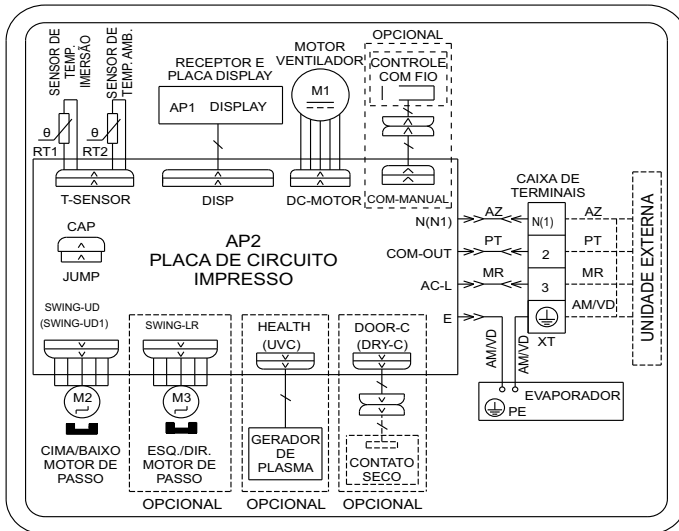 SENSOR DE
TEMP.
IMERSÃO
SENSOR DE
TEMP. AMB.
RECEPTOR E
PLACA DISPLAY
AP1 DISPLAY
MOTOR
VENTILADOR
M1
OPCIONAL
CONTROLE
COM FIO
θ
RT1
θ
RT2
T-SENSOR
DISP
DC-MOTOR
COM-MANUAL
CAP
JUMP
AP2
PLACA DE CIRCUITO
IMPRESSO
N(N1)
COM-OUT
AC-L
E
AZ
PT
MR
CAIXA DE
TERMINAIS
N(1)
2
3
XT
AZ
PT
MR
AM/VD
UNIDADE EXTERNA
AM/VD
AM/VD
EVAPORADOR
PE
SWING-UD
(SWING-UD1)
M2
CIMA/BAIXO
MOTOR DE
PASSO
SWING-LR
M3
ESQ./DIR.
MOTOR DE
PASSO
OPCIONAL
HEALTH
(UVC)
GERADOR
DE
PLASMA
OPCIONAL
DOOR-C
(DRY-C)
CONTATO
SECO
OPCIONAL